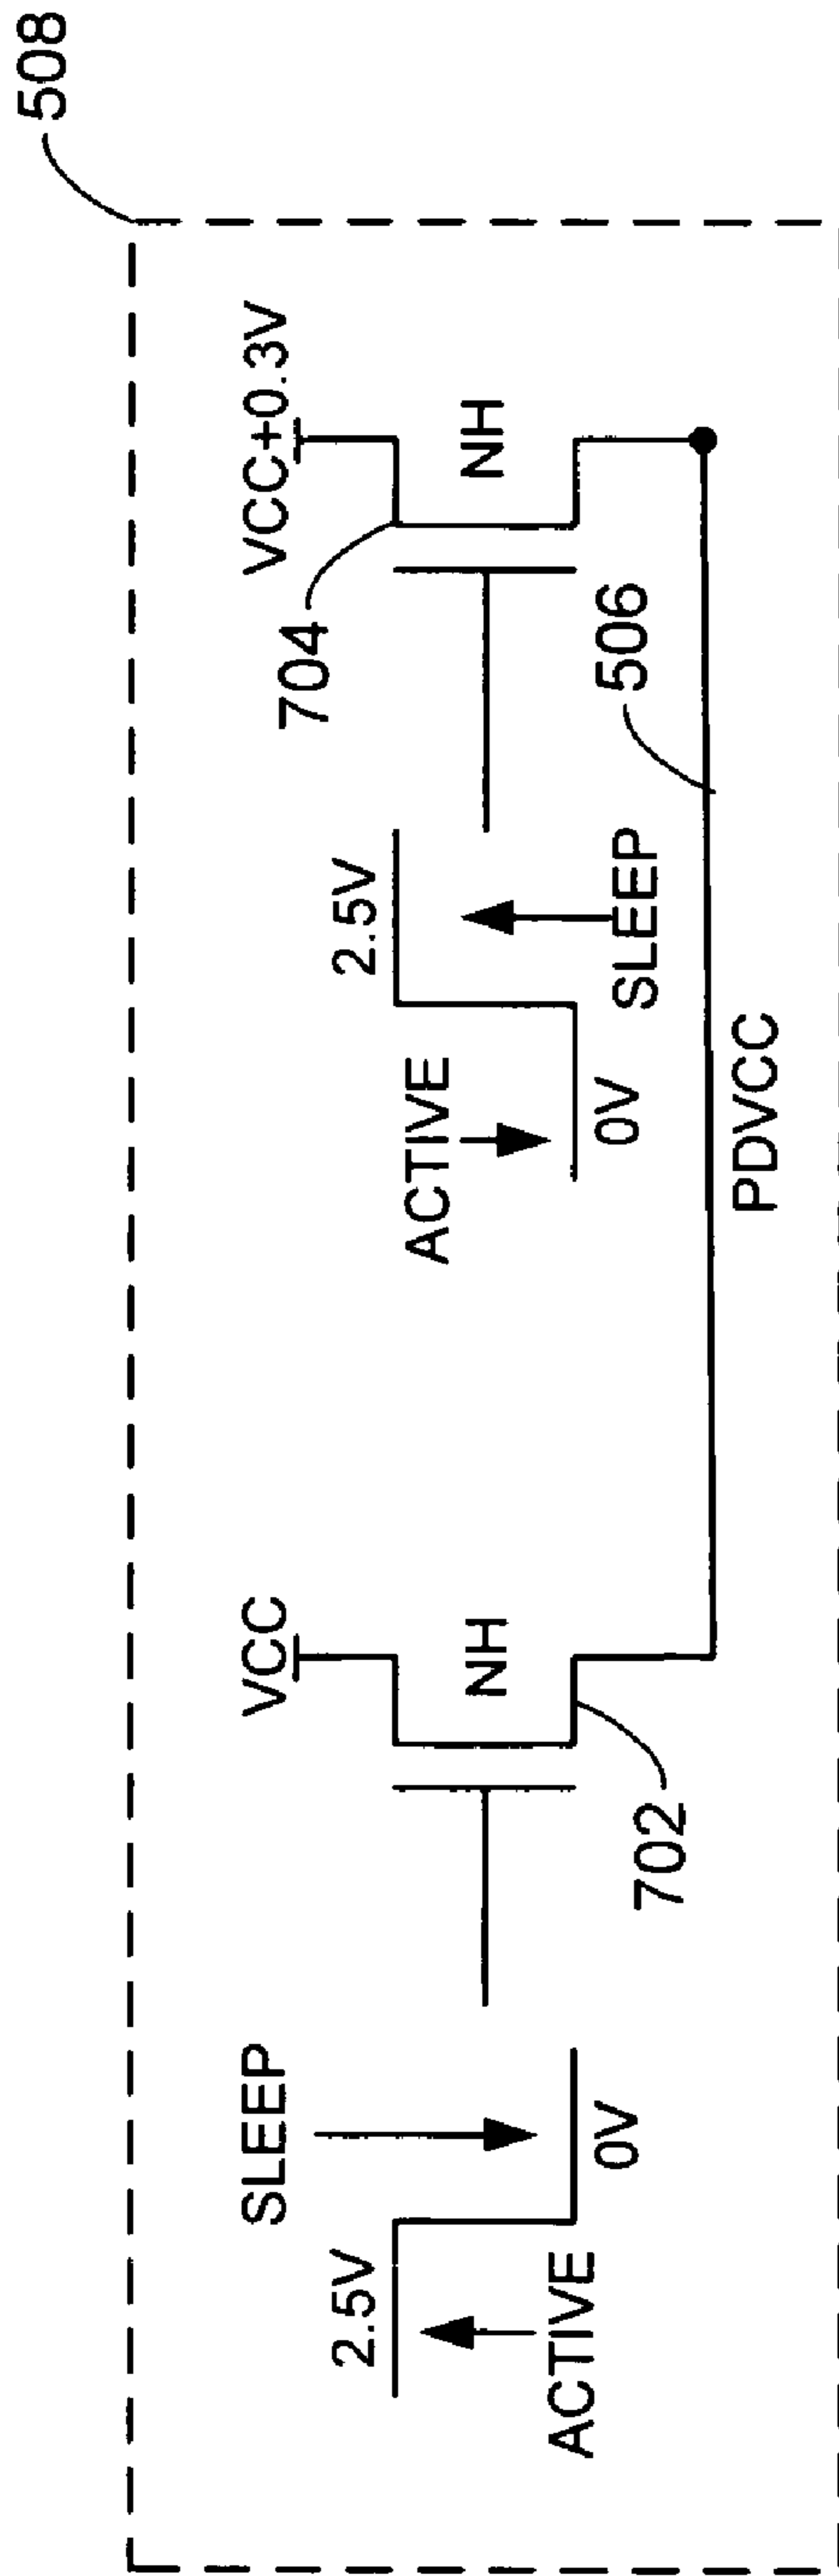 508
VCC
VCC+0.3V
SLEEP
704
2.5V
2.5V
NH
ACTIVE
NH
ACTIVE
0V
702
0V
SLEEP
506
PDVCC